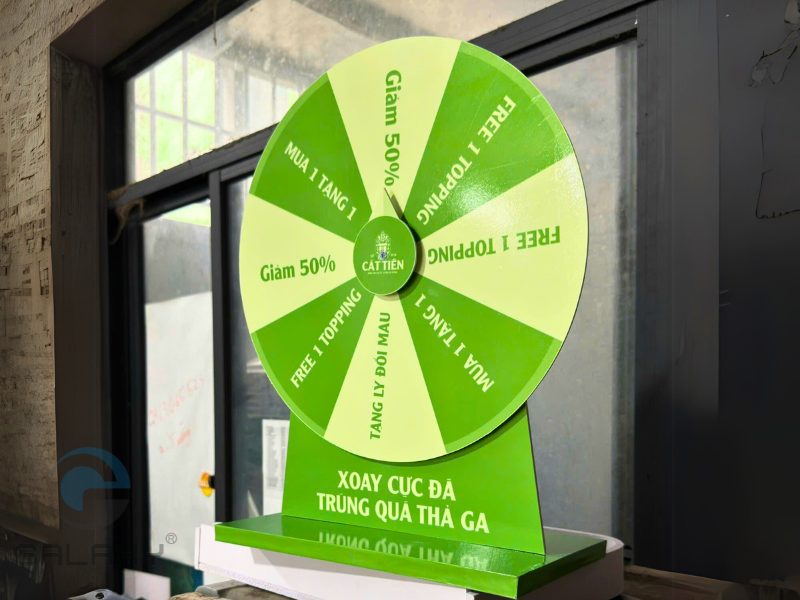 Giảm 50%
FREE 1 TOPPING
FREE 1 TOPPING
MUA 1 TẶNG 1
TẶNG LY ĐỔI MÀU
FREE 1 TOPPING
Giảm 50%
MUA 1 TẶNG 1
CÁT TIÊN
XOAY CỰC ĐÃ
TRÚNG QUÀ THẢ GA